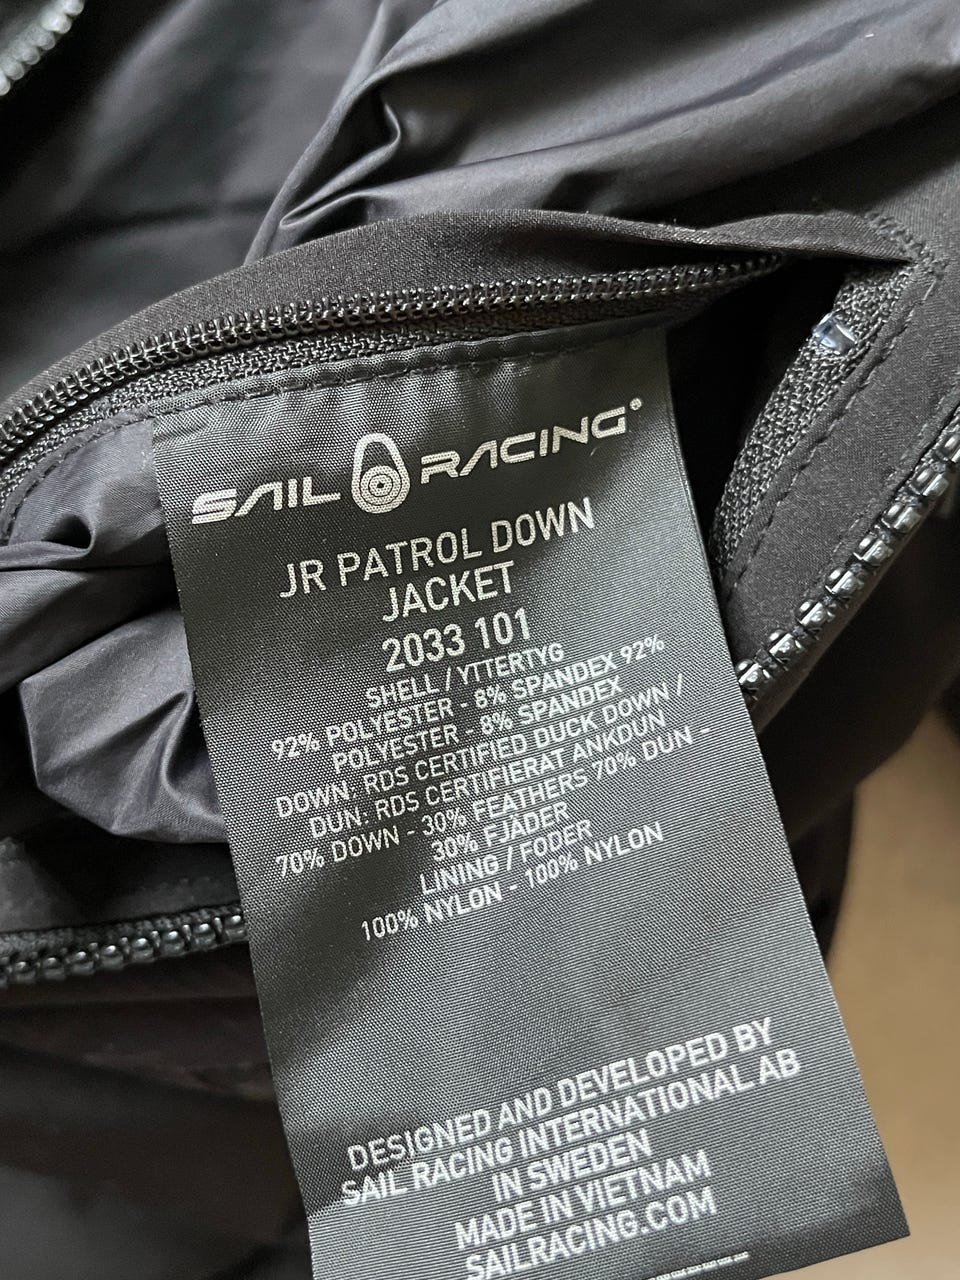 SAIL RACING®
JR PATROL DOWN
JACKET
2033 101
SHELL / YTTERTYG
92% POLYESTER - 8% SPANDEX 92%
POLYESTER - 8% SPANDEX
DOWN: RDS CERTIFIED DUCK DOWN /
DUN: RDS CERTIFIERAT ANKDUN
70% DOWN - 30% FEATHERS 70% DUN -
30% FJÄDER
LINING / FODER
100% NYLON - 100% NYLON
DESIGNED AND DEVELOPED BY
SAIL RACING INTERNATIONAL AB
IN SWEDEN
MADE IN VIETNAM
SAILRACING.COM